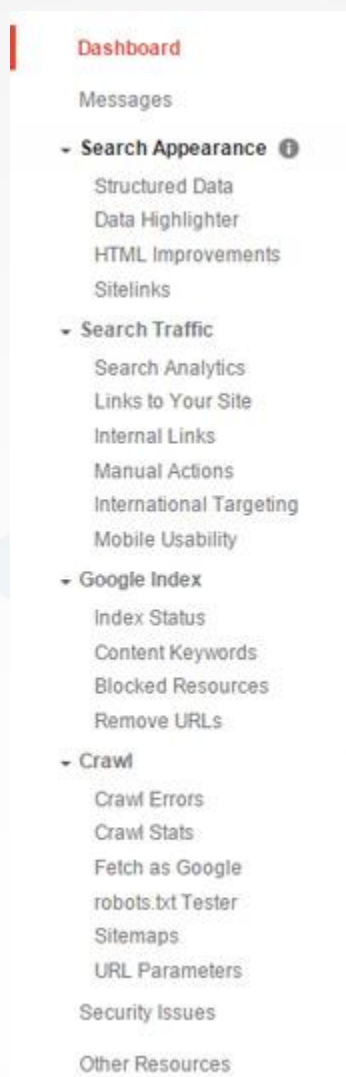 Dashboard
Messages
Search Appearance
Structured Data
Data Highlighter
HTML Improvements
Sitelinks
Search Traffic
Search Analytics
Links to Your Site
Internal Links
Manual Actions
International Targeting
Mobile Usability
Google Index
Index Status
Content Keywords
Blocked Resources
Remove URLs
Crawl
Crawl Errors
Crawl Stats
Fetch as Google
robots.txt Tester
Sitemaps
URL Parameters
Security Issues
Other Resources